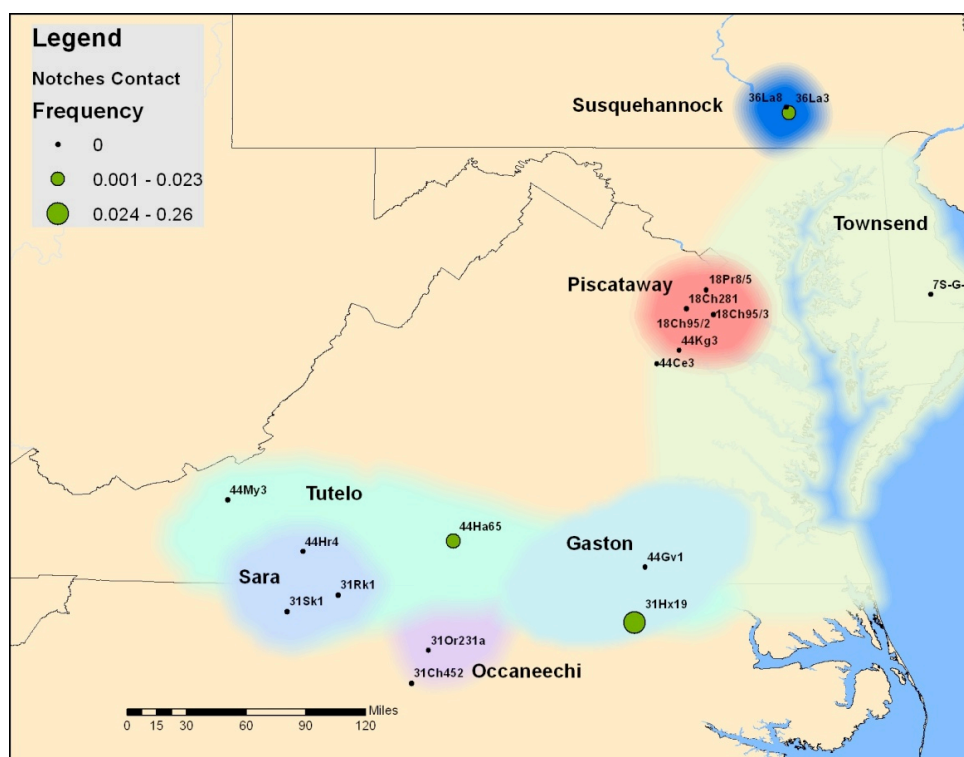 Legend
Notches Contact
Frequency
0
0.001 - 0.023
0.024 - 0.26
Susquehannock
36La8
36La3
Townsend
Piscataway
18Pr8/5
7S-G-
18Ch281
18Ch95/2
18Ch95/3
44Kg3
44Ce3
Tutelo
44My3
44Ha65
Gaston
44Hr4
44Gv1
Sara
31Rk1
31Sk1
31Hx19
31Or231a
Occaneechi
31Ch452
Miles
0 15 30 60 90 120